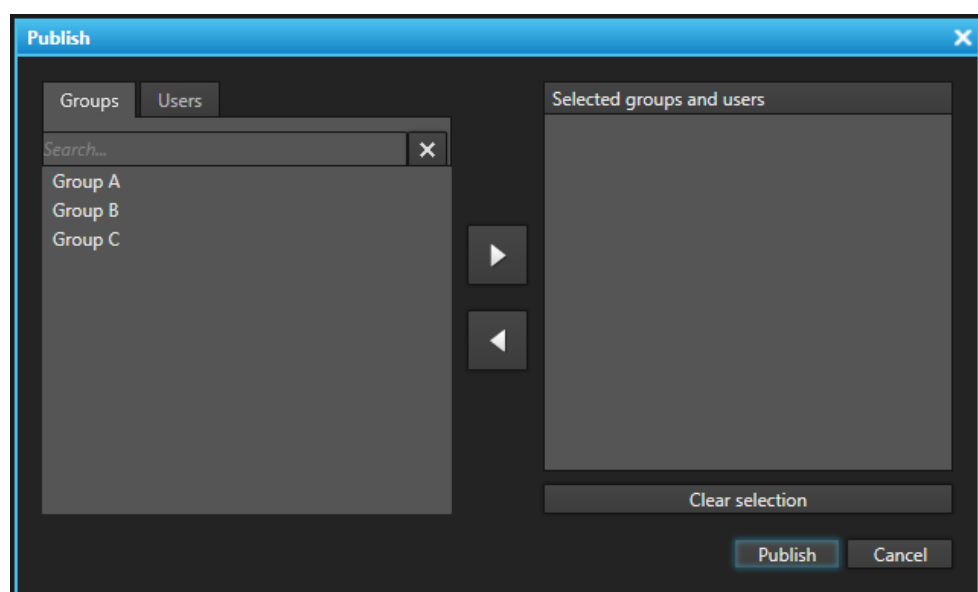 Publish
Groups Users
Search...
Group A
Group B
Group C
Selected groups and users
Clear selection
Publish Cancel